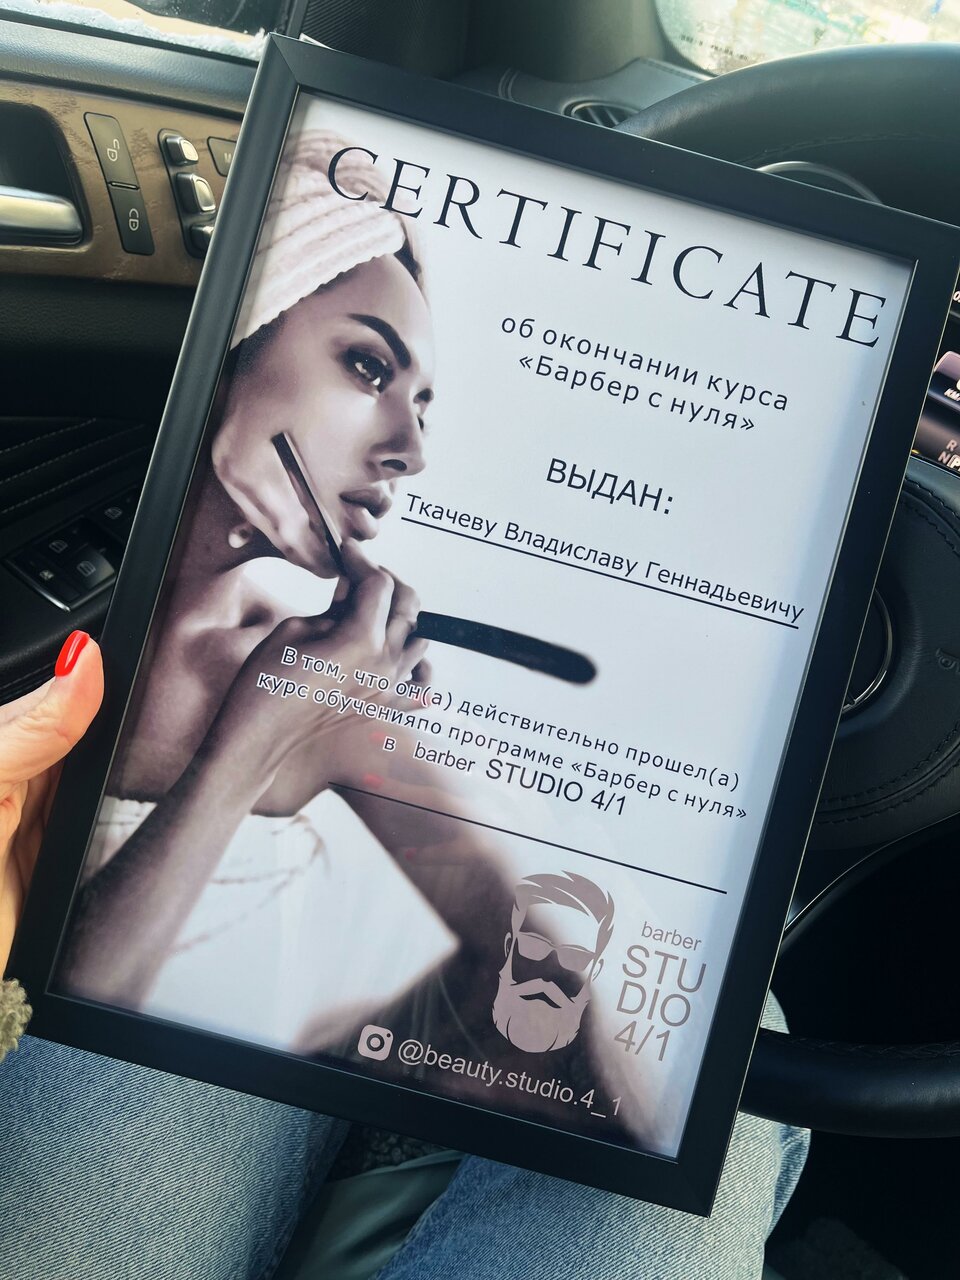 CERTIFICATE
об окончании курса
«Барбер с нуля»
ВЫДАН:
Ткачеву Владиславу Геннадьевичу
В том, что он(а) действительно прошел(а)
курс обученияпо программе «Барбер с нуля»
в barber STUDIO 4/1
barber
STU
DIO
4/1
@beauty.studio.4_1